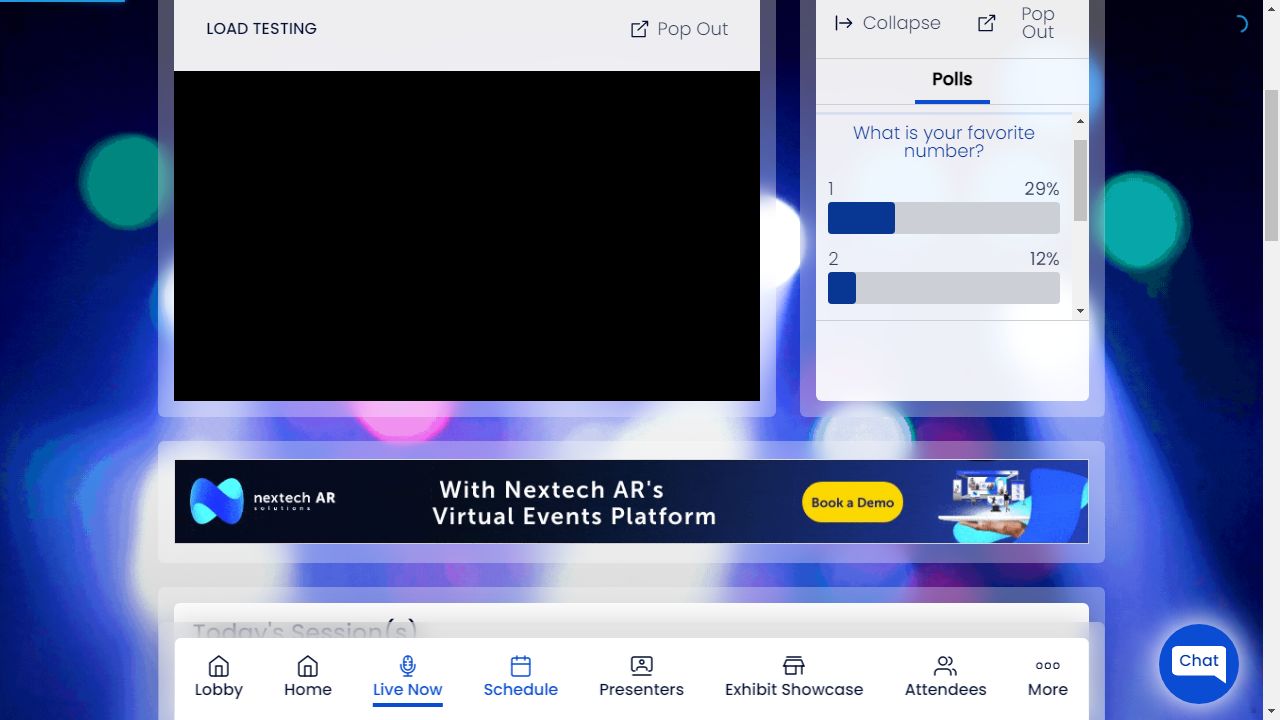 LOAD TESTING
Pop Out
Collapse
Pop
Out
Polls
What is your favorite
number?
1
29%
2
12%
nextech AR
solutions
With Nextech AR's
Virtual Events Platform
Book a Demo
Today's Session(s)
Lobby
Home
Live Now
Schedule
Presenters
Exhibit Showcase
Attendees
More
Chat